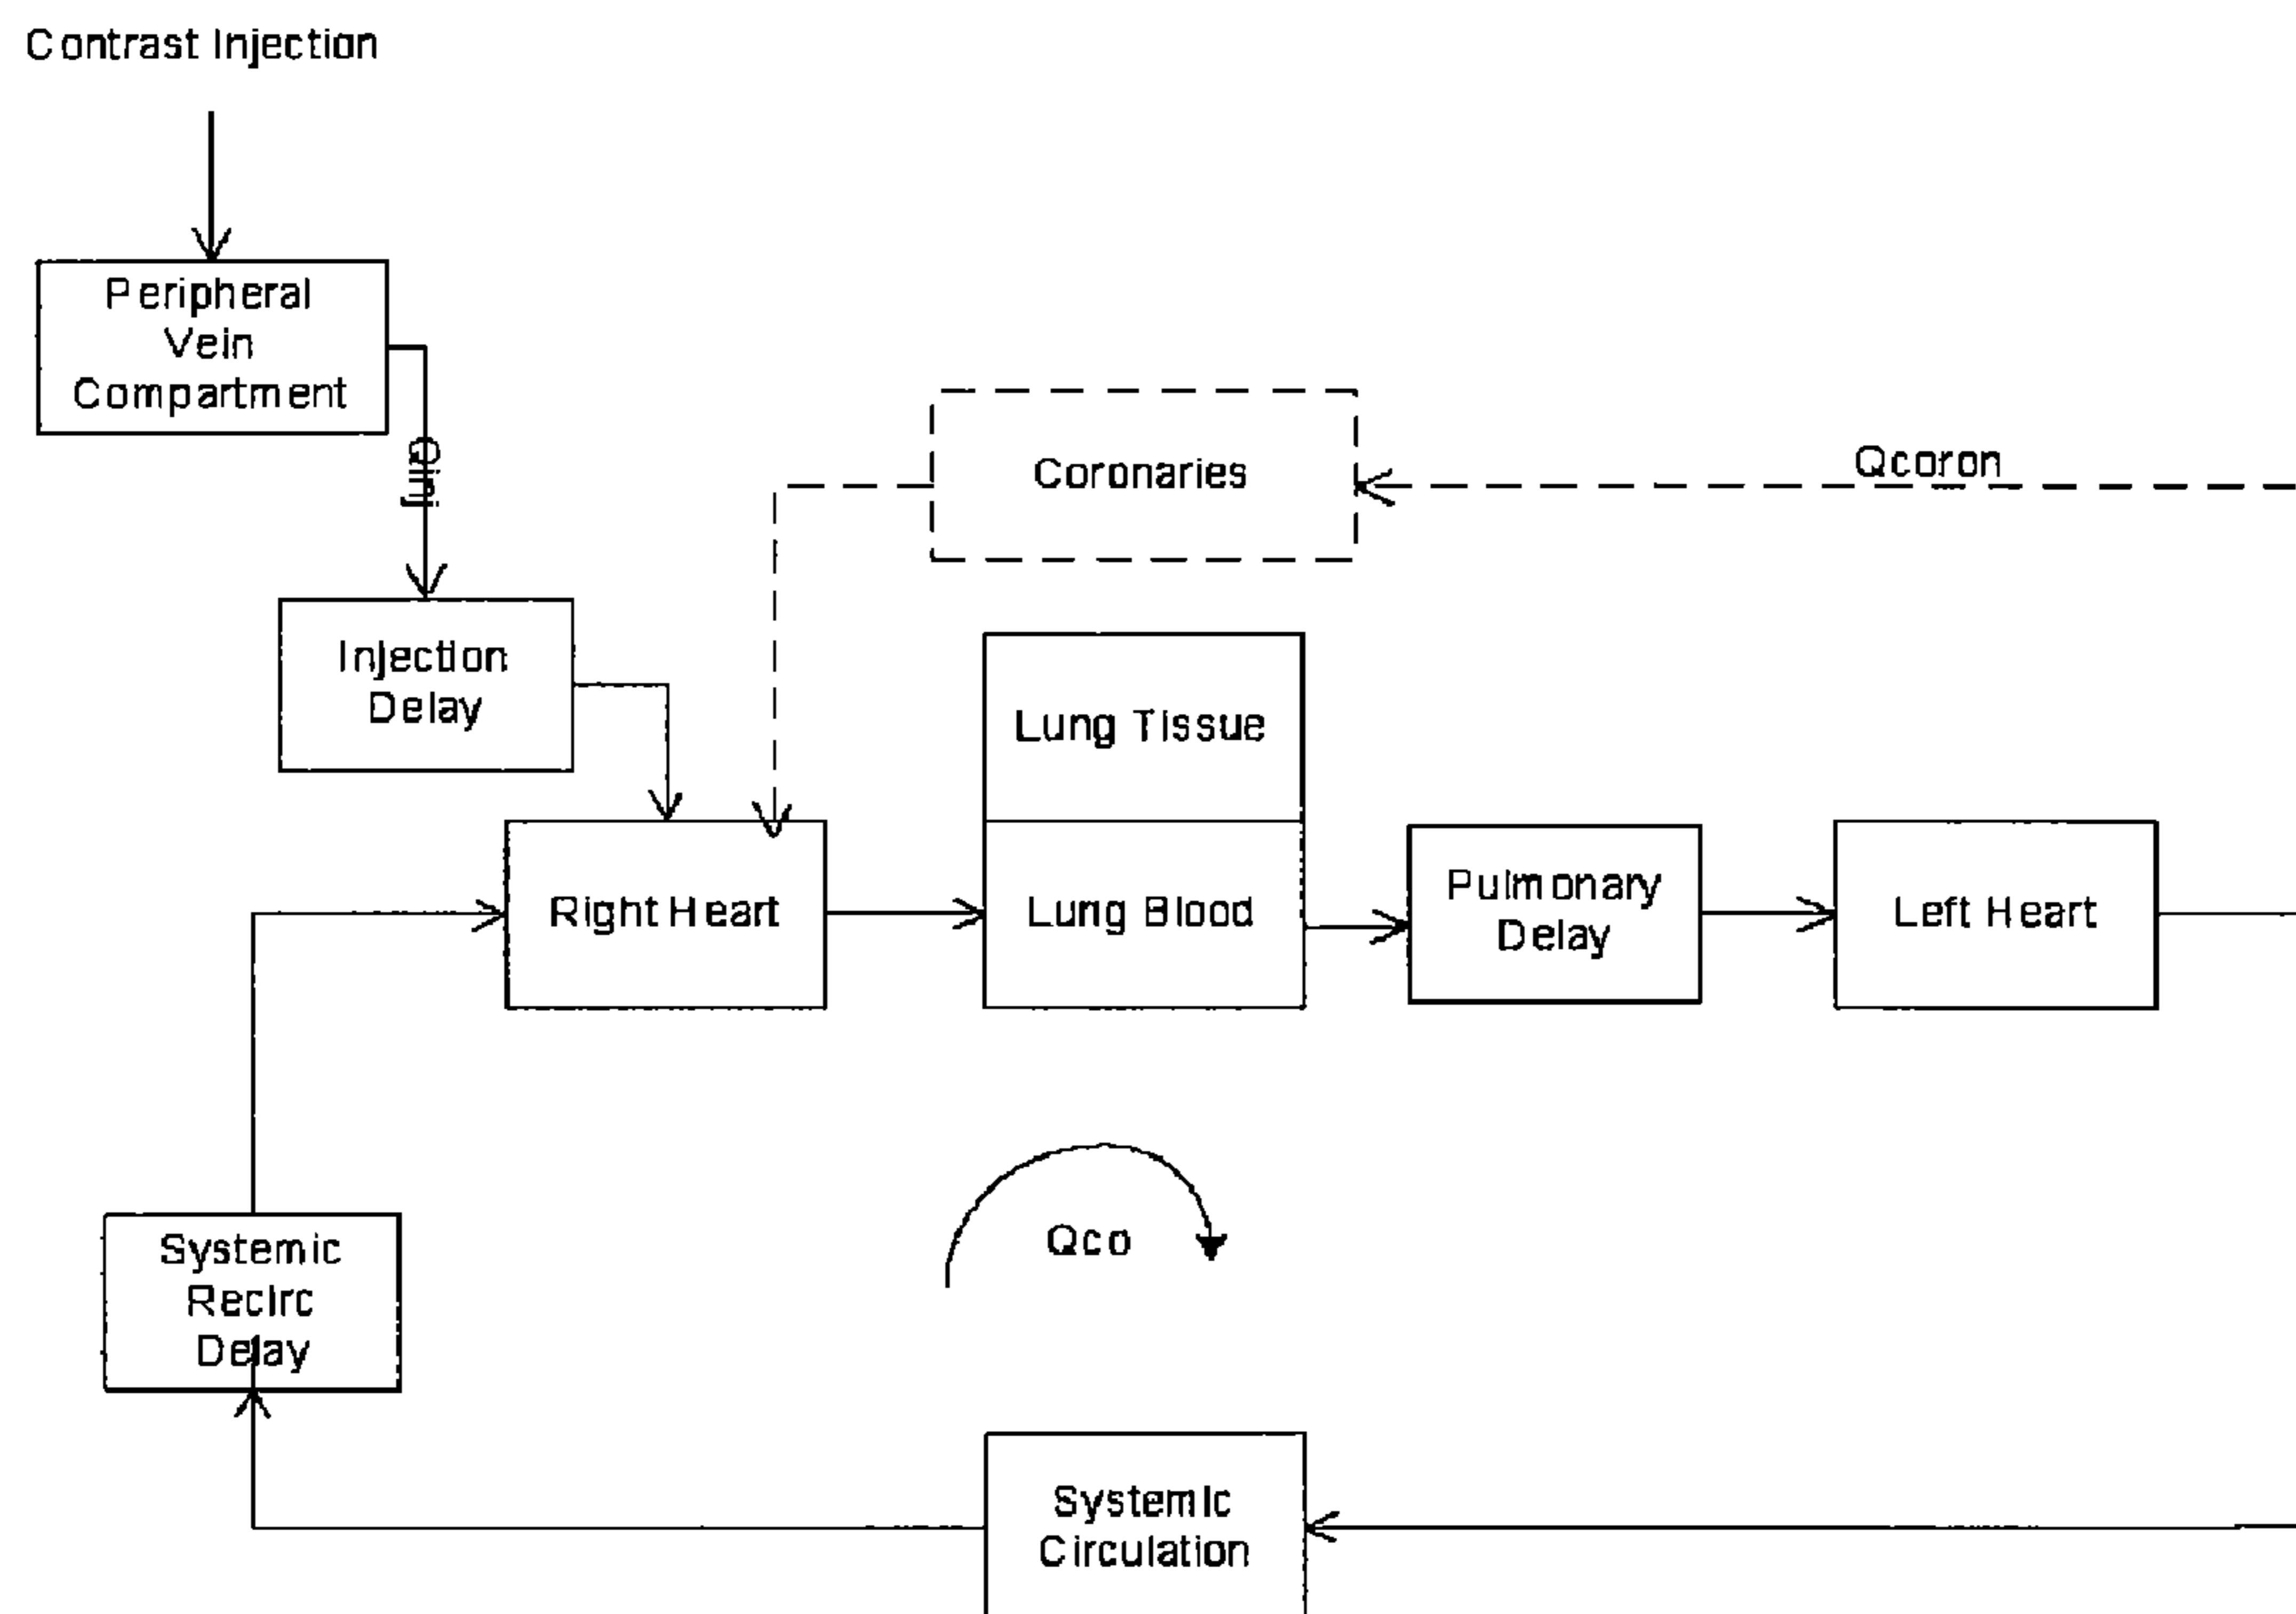 Contrast Injection
Peripheral
Vein
Compartment
Qinj
Coronaries
Qcoron
Injection
Delay
Lung Tissue
Right Heart
Lung Blood
Pulmonary
Delay
Left Heart
Qco
Systemic
Recirc
Delay
Systemic
Circulation